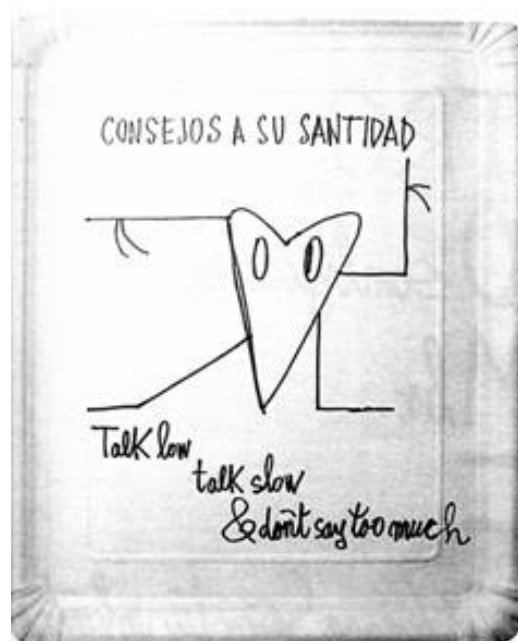 CONSEJOS A SU SANTIDAD
Talk low
talk slow
& don't say too much